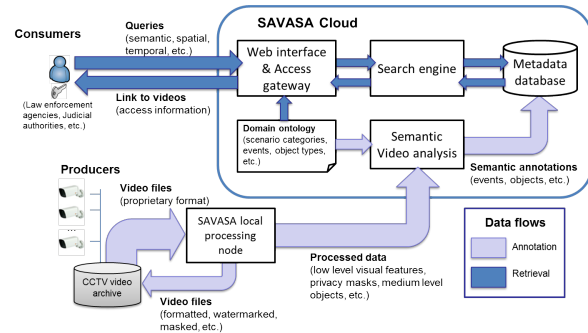 SAVASA Cloud
Consumers
Queries
(semantic, spatial,
temporal, etc.)
Web interface
& Access
gateway
Search engine
Metadata
database
Link to videos
(access information)
(Law enforcement
agencies, Judicial
authorities, etc.)
Domain ontology
(scenario categories,
events, object types,
etc.)
Semantic
Video analysis
Semantic annotations
(events, objects, etc.)
Producers
Video files
(proprietary format)
...
SAVASA local
processing
node
CCTV video
archive
Processed data
(low level visual features,
privacy masks, medium level
objects, etc.)
Video files
(formatted, watermarked,
masked, etc.)
Data flows
Annotation
Retrieval